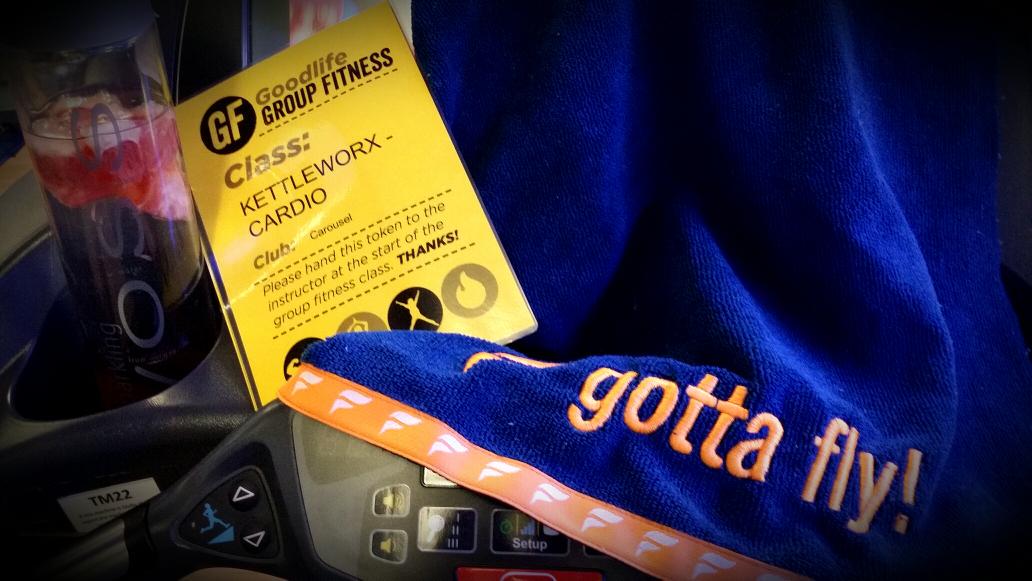 Goodlife
GF GROUP FITNESS
Class:
KETTLEWORX -
CARDIO
Club: Carousel
Please hand this token to the
instructor at the start of the
group fitness class. THANKS!
gotta fly!
TM22
Setup